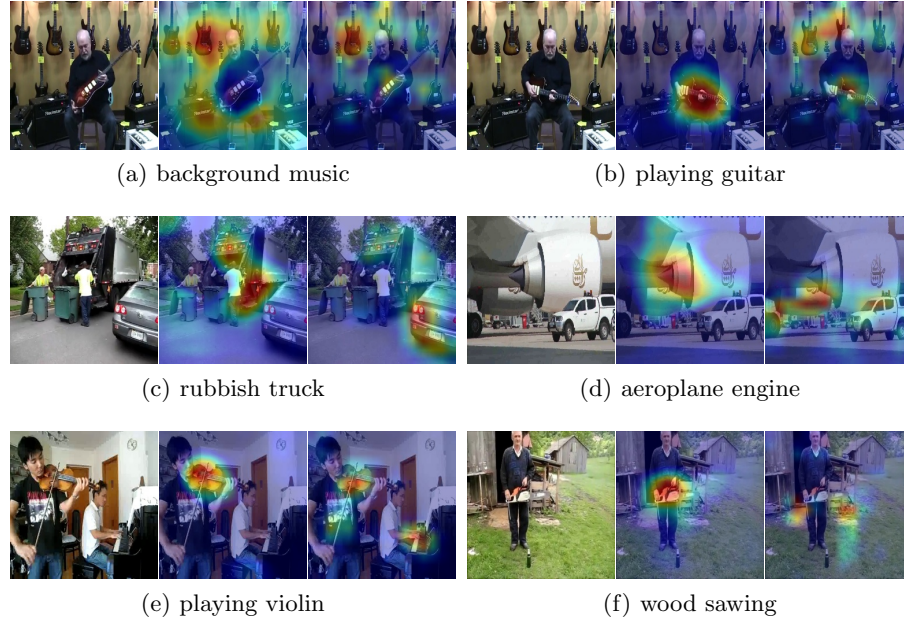 (a) background music
(b) playing guitar
(c) rubbish truck
(d) aeroplane engine
(e) playing violin
(f) wood sawing